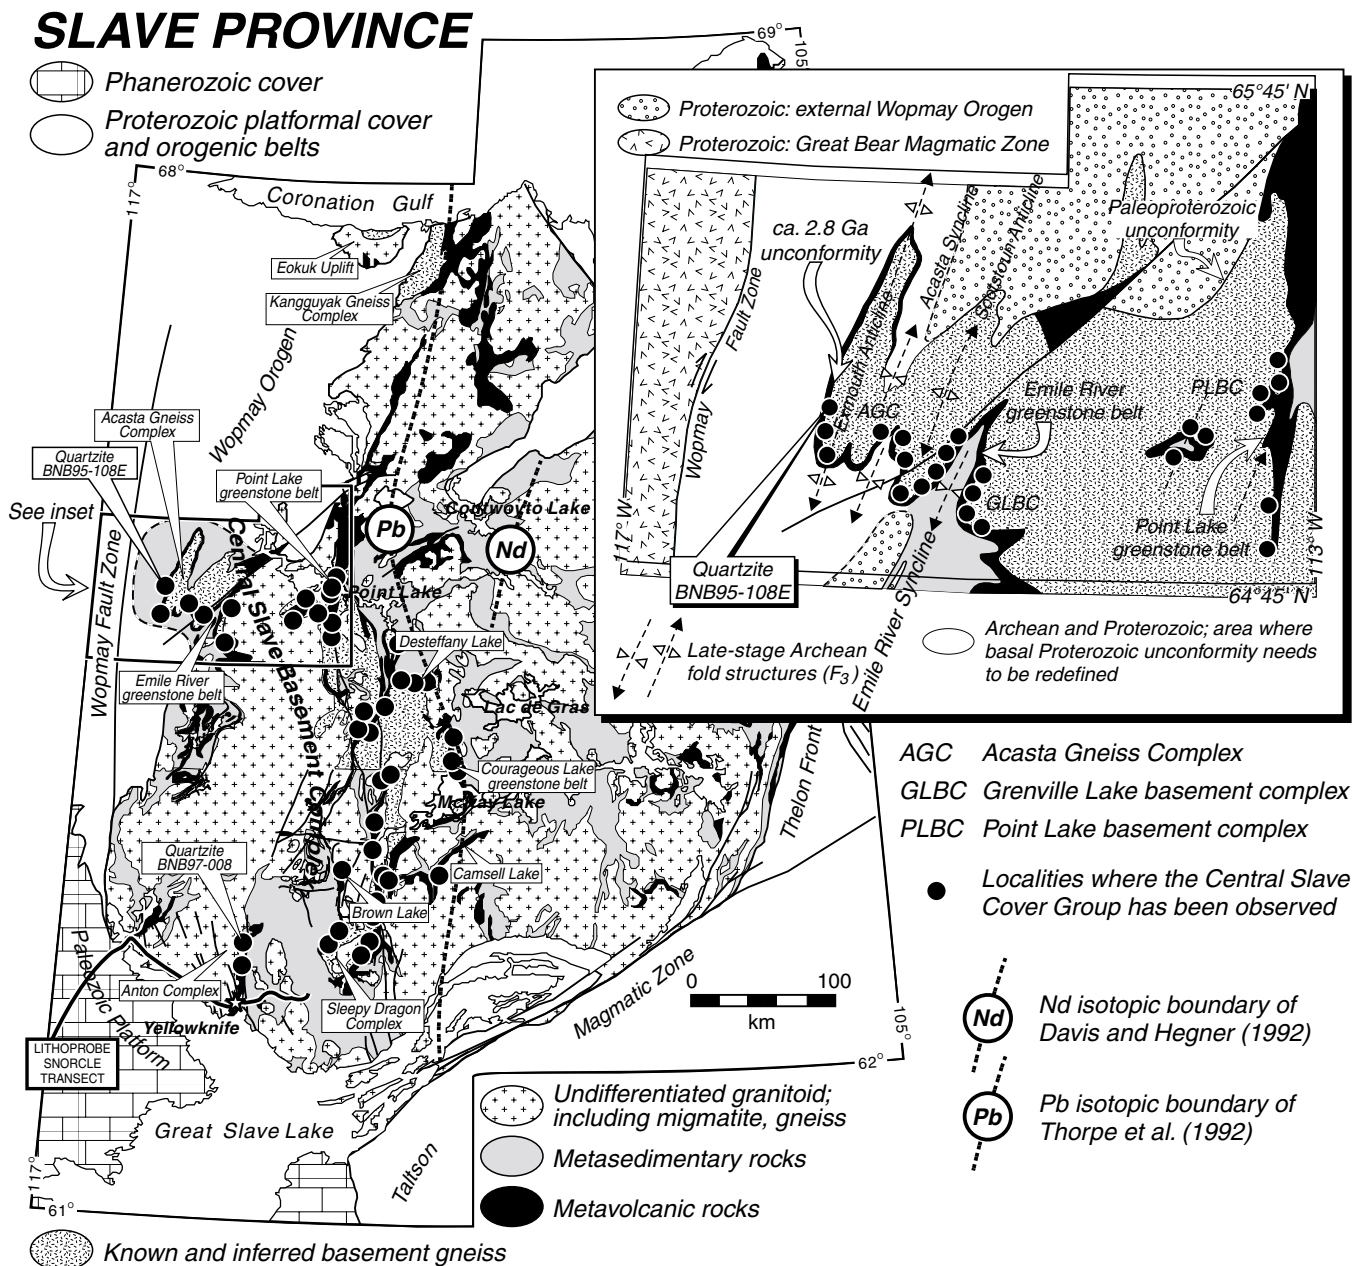 SLAVE PROVINCE
Phanerozoic cover
Proterozoic platformal cover
and orogenic belts
69°
105°
68°
117°
Coronation Gulf
Eokuk Uplift
Kangguyak Gneiss
Complex
Wopmay Orogen
Acasta Gneiss
Complex
Quartzite
BNB95-108E
Point Lake
greenstone belt
See inset
Pb
Contwoyto Lake
Nd
Wopmay Fault Zone
Central Slave Basement Complex
Point Lake
Desteffany Lake
Emile River
greenstone belt
Lac de Gras
Courageous Lake
greenstone belt
McKay Lake
Quartzite
BNB97-008
Camsell Lake
Brown Lake
Anton Complex
Sleepy Dragon
Complex
Yellowknife
Paleozoic Platform
LITHOPROBE
SNORCLE
TRANSECT
Great Slave Lake
Thelon Front
Magmatic Zone
Taltson
0 100
km
105°
62°
117°
61°
Proterozoic: external Wopmay Orogen
Proterozoic: Great Bear Magmatic Zone
65°45' N
ca. 2.8 Ga
unconformity
Acasta Syncline
Scotstoun Anticline
Paleoproterozoic
unconformity
Wopmay Fault Zone
Exmouth Anticline
AGC
Emile River
greenstone belt
PLBC
GLBC
Point Lake
greenstone belt
117° W
113° W
64°45' N
Quartzite
BNB95-108E
Emile River Syncline
Late-stage Archean
fold structures (F3)
Archean and Proterozoic; area where
basal Proterozoic unconformity needs
to be redefined
AGC Acasta Gneiss Complex
GLBC Grenville Lake basement complex
PLBC Point Lake basement complex
Localities where the Central Slave
Cover Group has been observed
Nd
Nd isotopic boundary of
Davis and Hegner (1992)
Pb
Pb isotopic boundary of
Thorpe et al. (1992)
Undifferentiated granitoid;
including migmatite, gneiss
Metasedimentary rocks
Metavolcanic rocks
Known and inferred basement gneiss